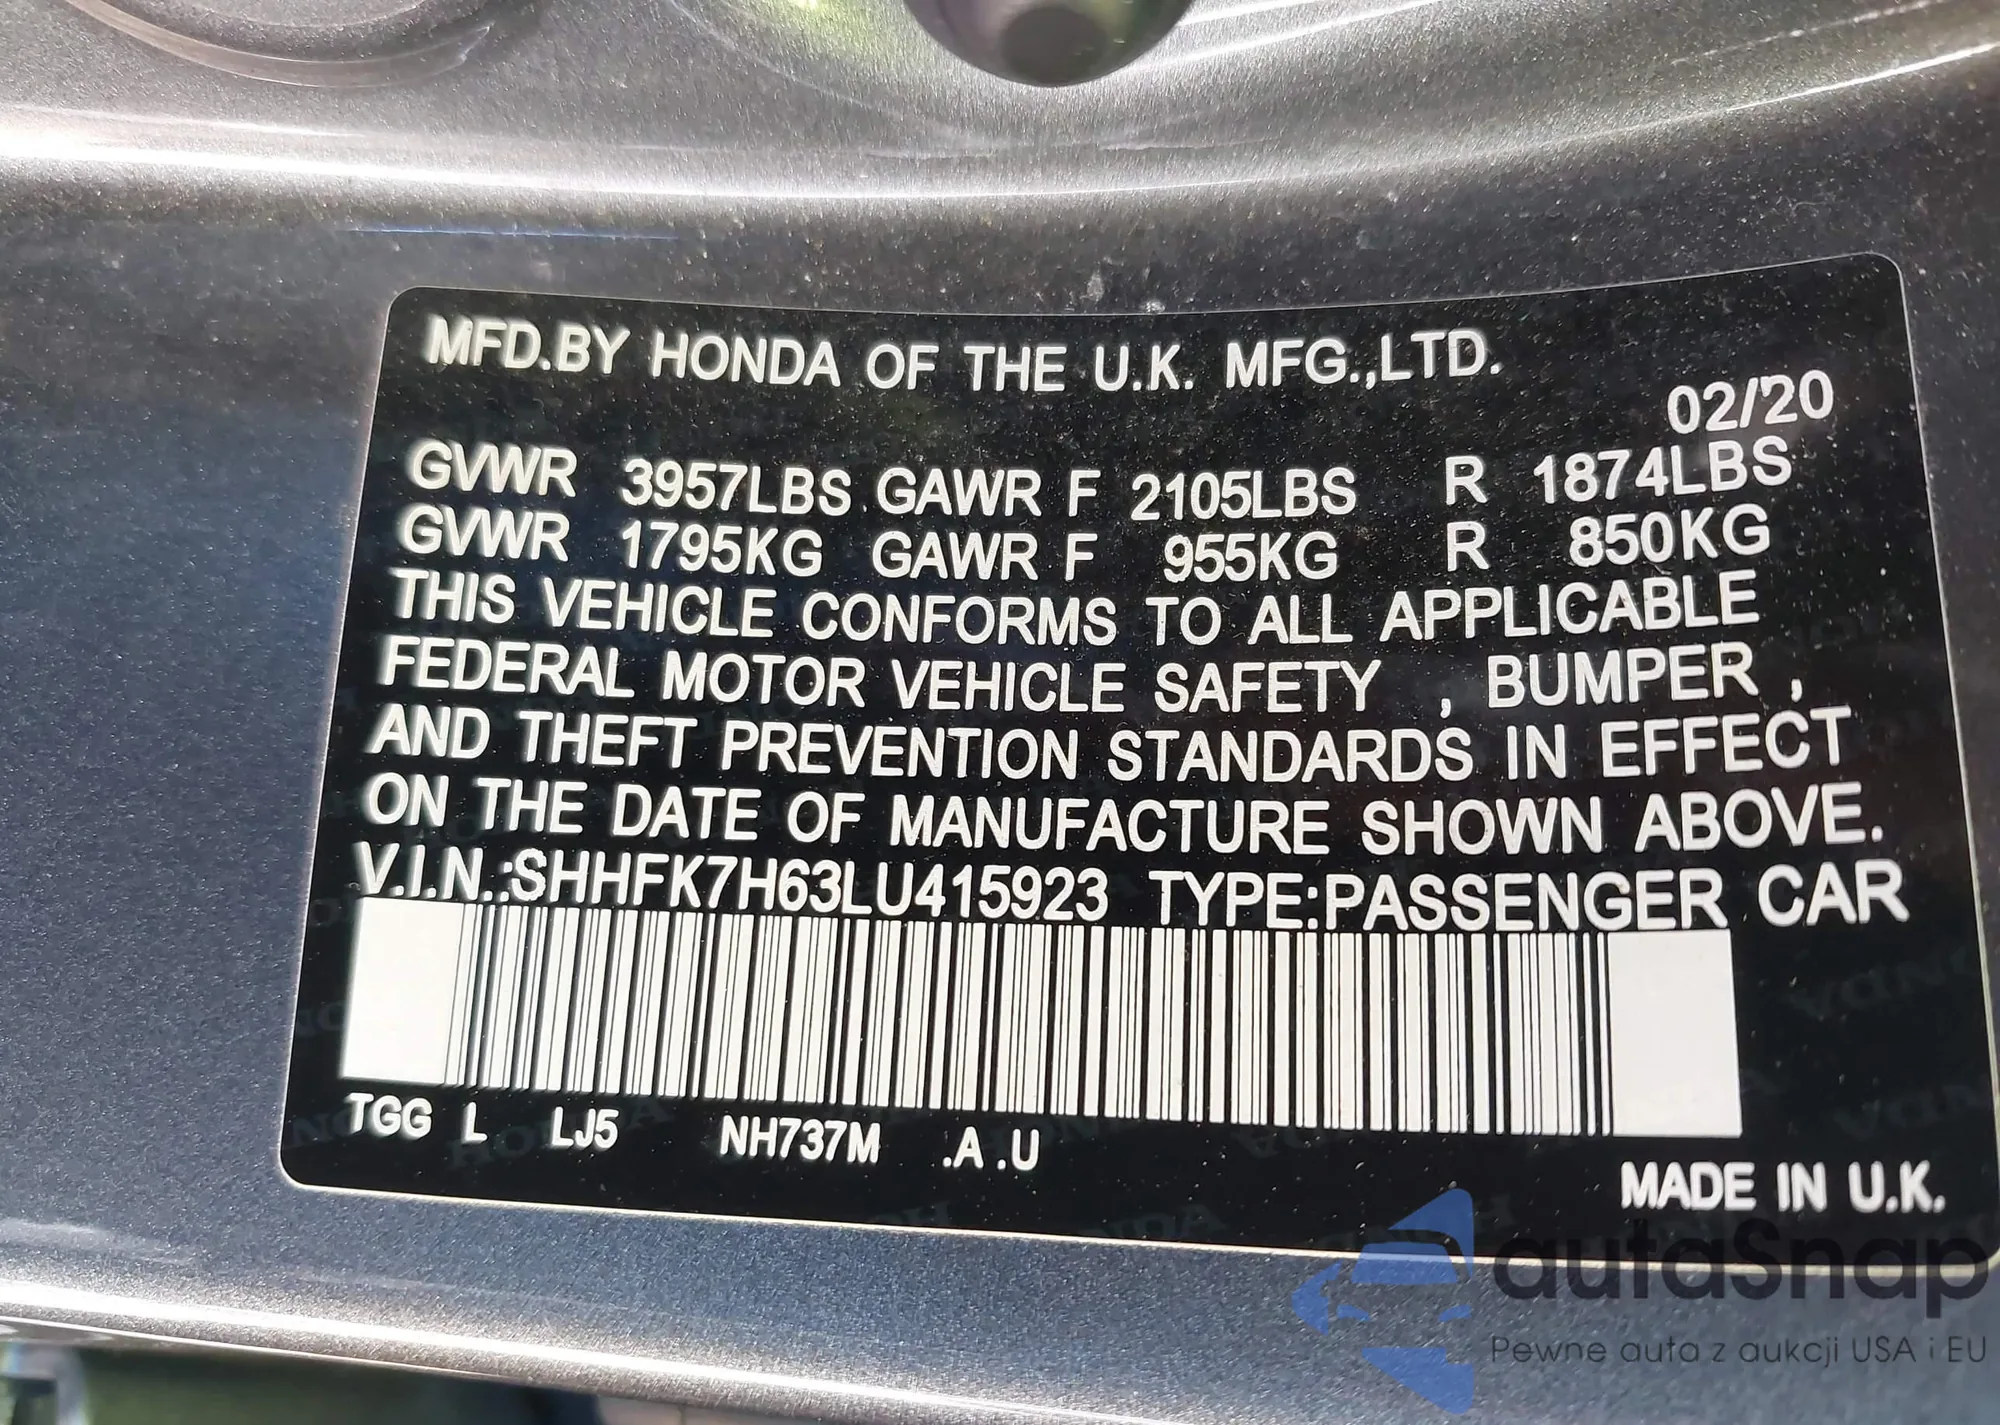 MFD.BY HONDA OF THE U.K. MFG.,LTD.
02/20
GVWR 3957LBS GAWR F 2105LBS R 1874LBS
GVWR 1795KG GAWR F 955KG R 850KG
THIS VEHICLE CONFORMS TO ALL APPLICABLE
FEDERAL MOTOR VEHICLE SAFETY , BUMPER ,
AND THEFT PREVENTION STANDARDS IN EFFECT
ON THE DATE OF MANUFACTURE SHOWN ABOVE.
V.I.N.:SHHFK7H63LU415923 TYPE:PASSENGER CAR
TGG L LJ5 NH737M .A .U
MADE IN U.K.
autaSnap
Pewne auta z aukcji USA i EU